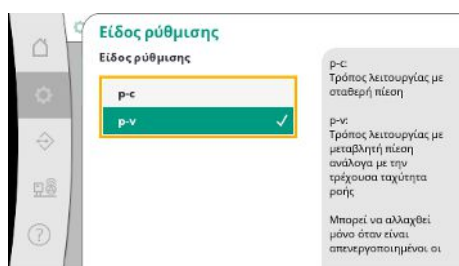 Είδος ρύθμισης
Είδος ρύθμισης
p-c
p-v
p-c:
Τρόπος λειτουργίας με
σταθερή πίεση
p-v:
Τρόπος λειτουργίας με
μεταβλητή πίεση
ανάλογα με την
τρέχουσα ταχύτητα
ροής
Μπορεί να αλλαχθεί
μόνο όταν είναι
απενεργοποιημένοι οι